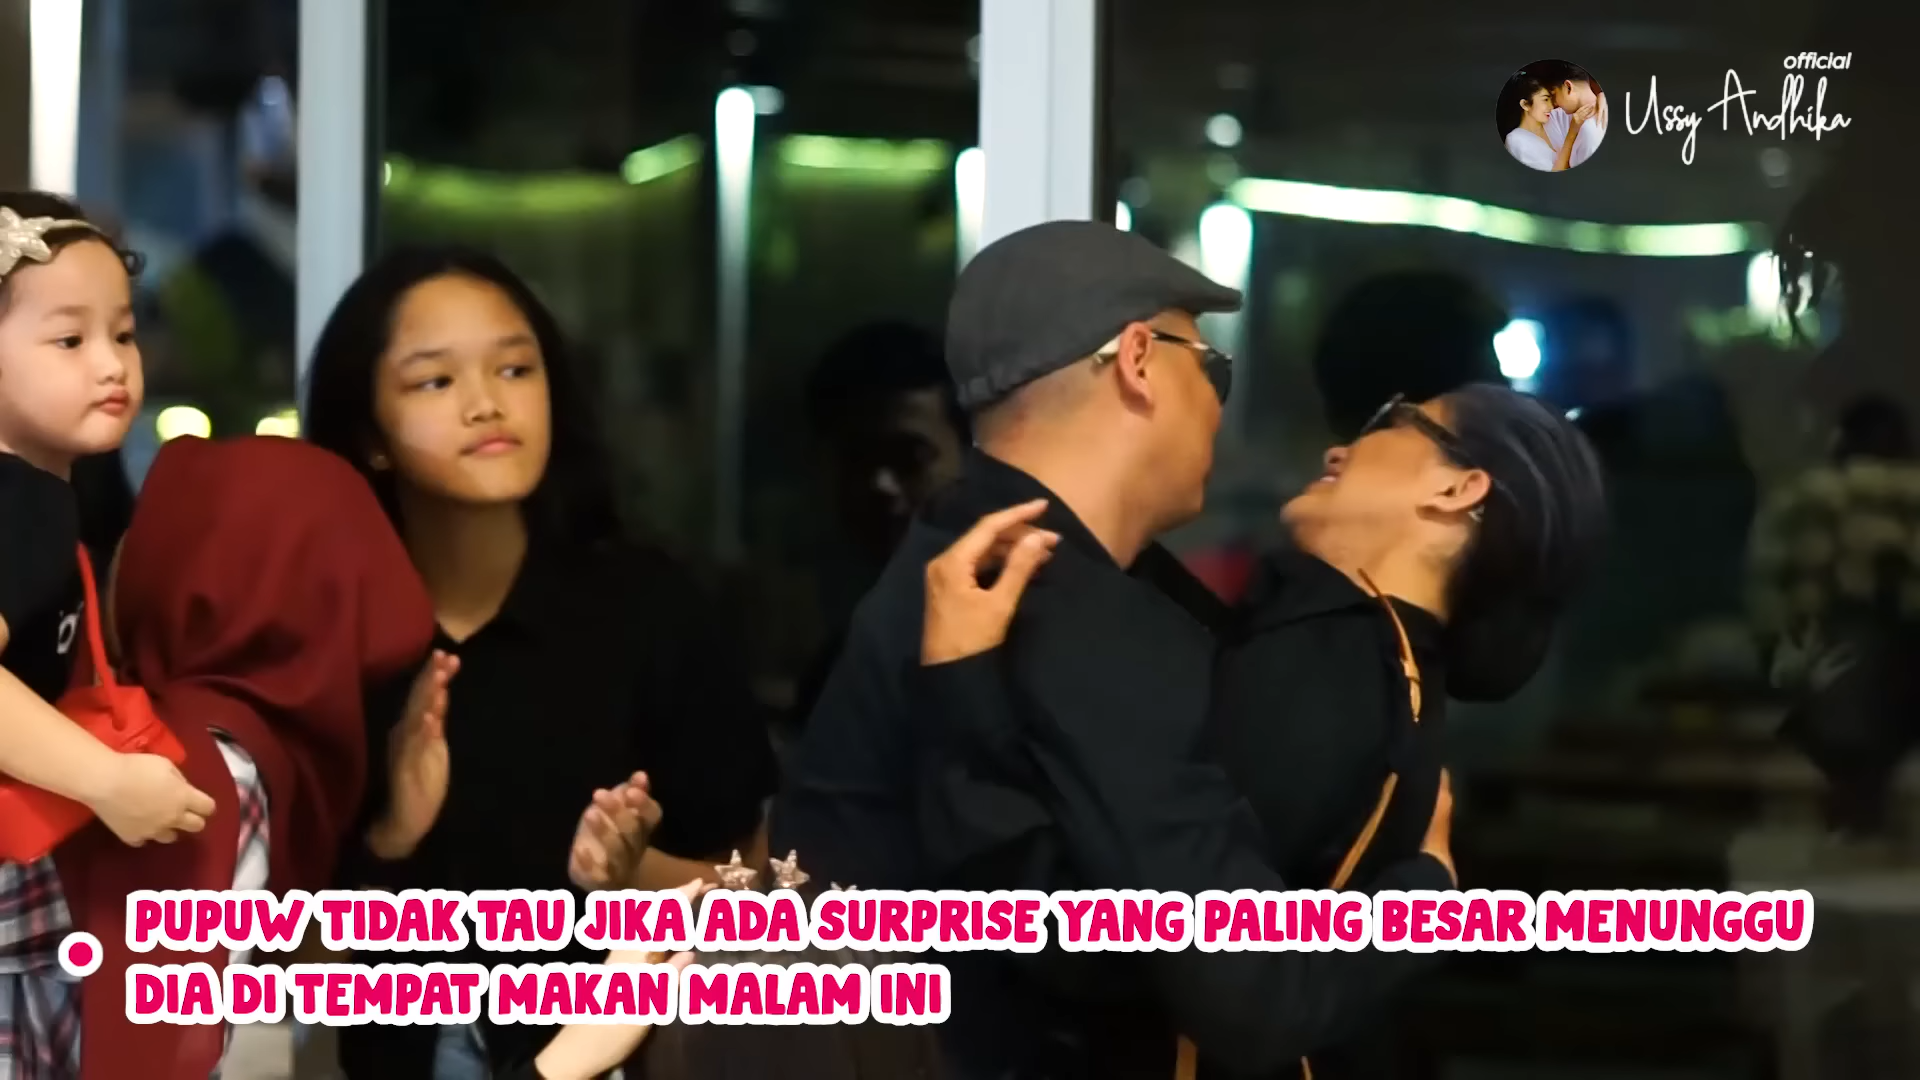 official
Ussy Andhika
PUPUW TIDAK TAU JIKA ADA SURPRISE YANG PALING BESAR MENUNGGU
DIA DI TEMPAT MAKAN MALAM INI